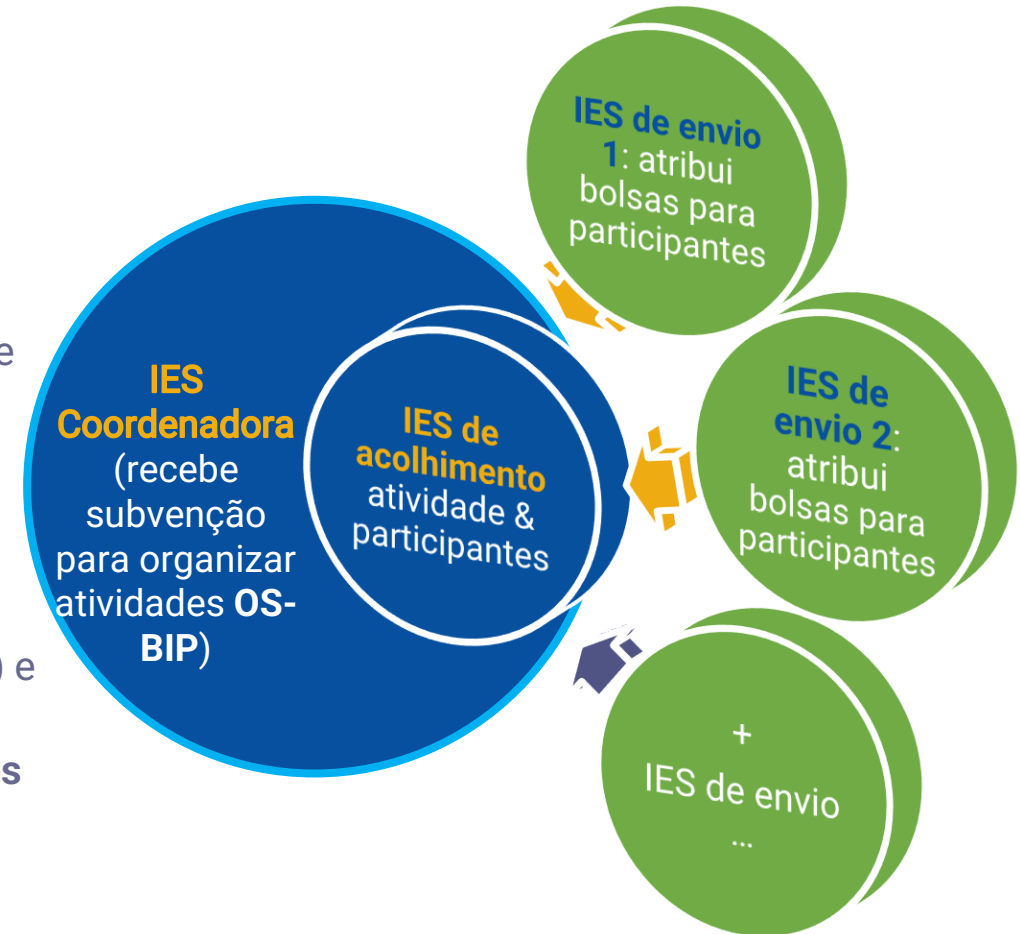 e
) e
s
IES
Coordenadora
(recebe
subvenção
para organizar
atividades OS-
BIP)
IES de
acolhimento
atividade &
participantes
IES de envio
1: atribui
bolsas para
participantes
IES de
envio 2:
atribui
bolsas para
participantes
+
IES de envio
...